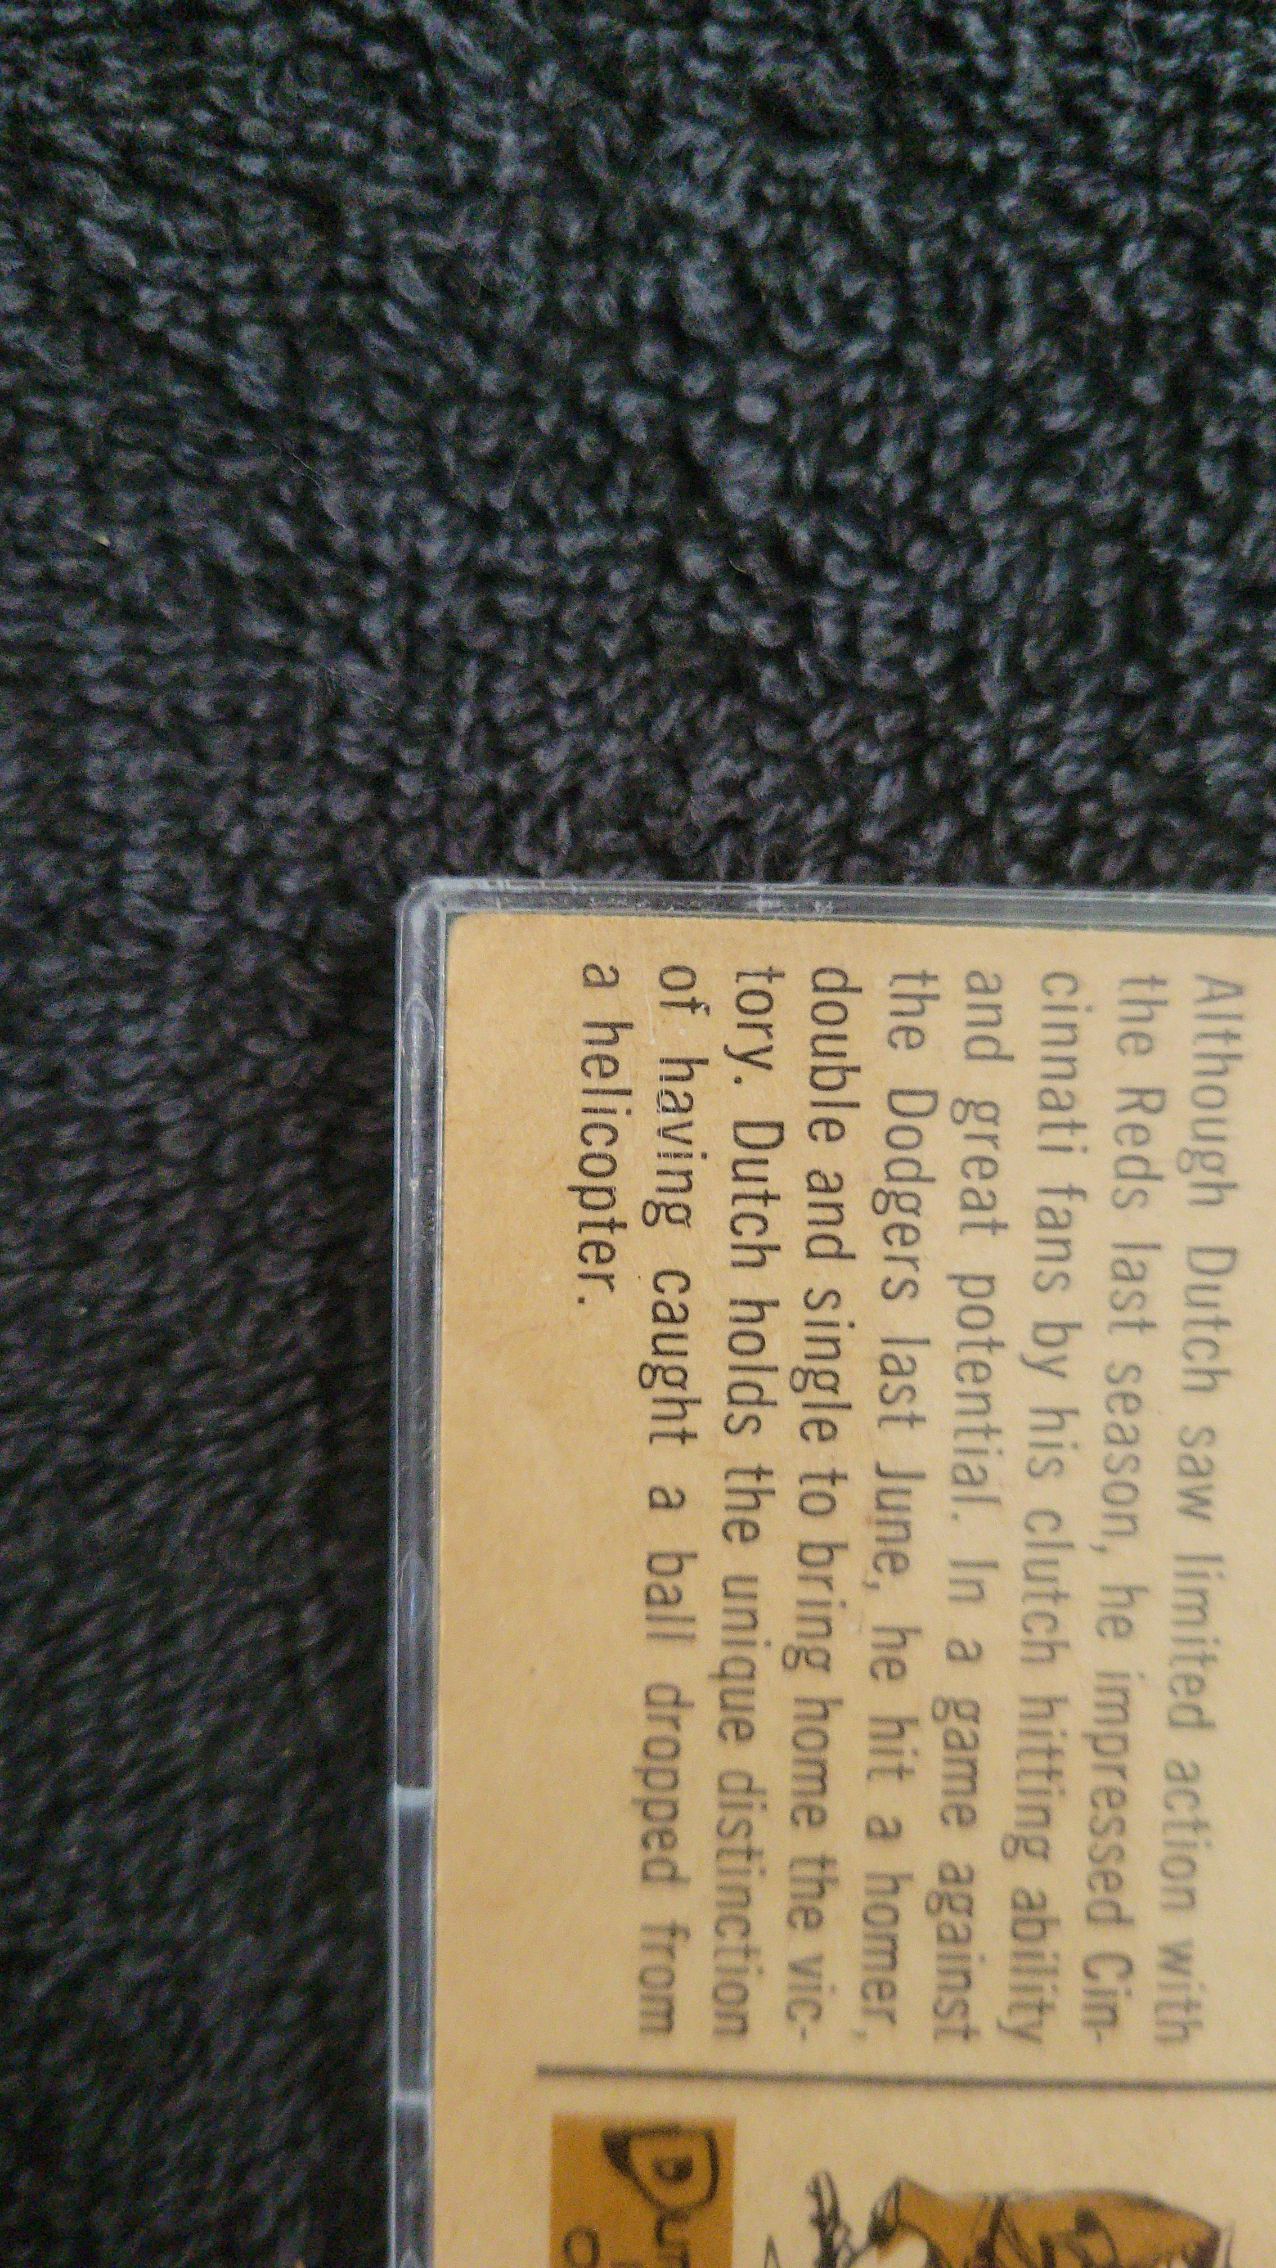 Although Dutch saw limited action with
the Reds last season, he impressed Cin-
cinnati fans by his clutch hitting ability
and great potential. In a game against
the Dodgers last June, he hit a homer,
double and single to bring home the vic-
tory. Dutch holds the unique distinction
of having caught a ball dropped from
a helicopter.